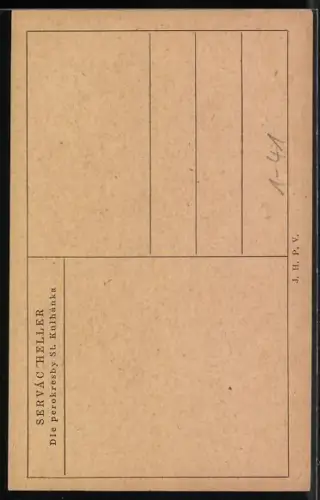 SERVÁC HELLER
Dle perokresby St. Kulhánka
1-41
J. H. P. V.